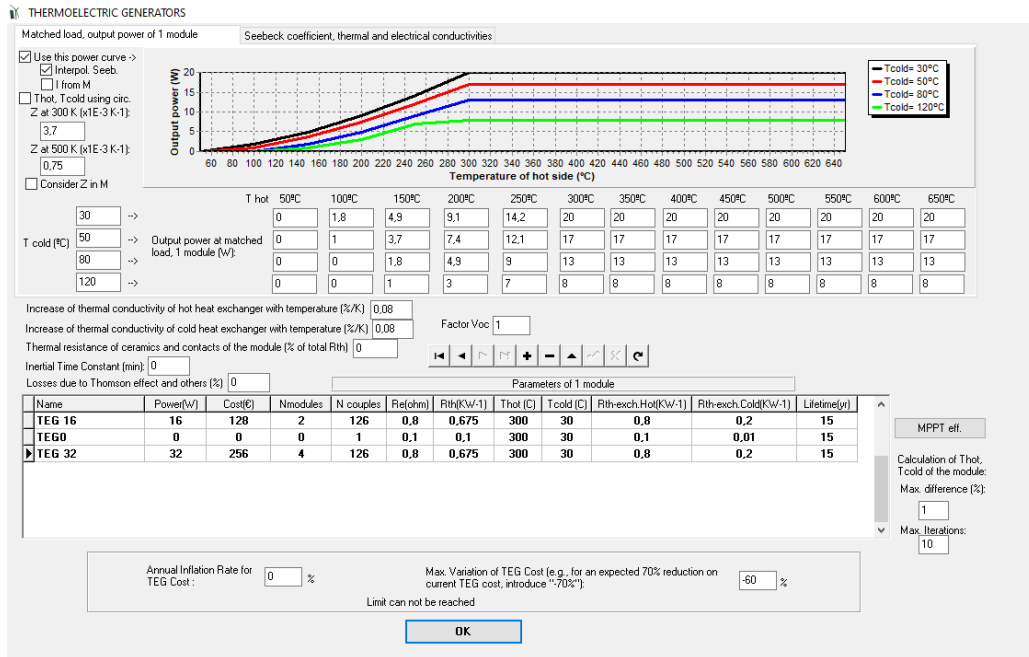 THERMOELECTRIC GENERATORS
Matched load, output power of 1 module
Seebeck coefficient, thermal and electrical conductivities
Use this power curve ->
Interpol. Seeb.
I from M
Thot, Tcold using circ.
Z at 300 K (x1E-3 K-1):
3,7
Z at 500 K (x1E-3 K-1):
0,75
Consider Z in M
Output power (W)
20
15
10
5
0
60 80 100 120 140 160 180 200 220 240 260 280 300 320 340 360 380 400 420 440 460 480 500 520 540 560 580 600 620 640
Temperature of hot side (ºC)
Tcold= 30ºC
Tcold= 50ºC
Tcold= 80ºC
Tcold= 120ºC
T hot 50ºC 100ºC 150ºC 200ºC 250ºC 300ºC 350ºC 400ºC 450ºC 500ºC 550ºC 600ºC 650ºC
T cold (ºC)
Output power at matched
load, 1 module (W):
30 --> 0 1,8 4,9 9,1 14,2 20 20 20 20 20 20 20 20
50 --> 0 1 3,7 7,4 12,1 17 17 17 17 17 17 17 17
80 --> 0 0 1,8 4,9 9 13 13 13 13 13 13 13 13
120 --> 0 0 1 3 7 8 8 8 8 8 8 8 8
Increase of thermal conductivity of hot heat exchanger with temperature (%/K) 0,08
Increase of thermal conductivity of cold heat exchanger with temperature (%/K) 0,08
Factor Voc 1
Thermal resistance of ceramics and contacts of the module (% of total Rth) 0
Inertial Time Constant (min): 0
Losses due to Thomson effect and others (%) 0
Parameters of 1 module
Name Power(W) Cost(€) Nmodules N couples Re(ohm) Rth(KW-1) Thot (C) Tcold (C) Rth-exch.Hot(KW-1) Rth-exch.Cold(KW-1) Lifetime(yr)
TEG 16 16 128 2 126 0,8 0,675 300 30 0,8 0,2 15
TEG0 0 0 0 1 0,1 0,1 300 30 0,1 0,01 15
TEG 32 32 256 4 126 0,8 0,675 300 30 0,8 0,2 15
MPPT eff.
Calculation of Thot,
Tcold of the module:
Max. difference (%):
1
Max. Iterations:
10
Annual Inflation Rate for
TEG Cost :
0 %
Max. Variation of TEG Cost (e.g., for an expected 70% reduction on
current TEG cost, introduce "-70%"):
-60 %
Limit can not be reached
OK